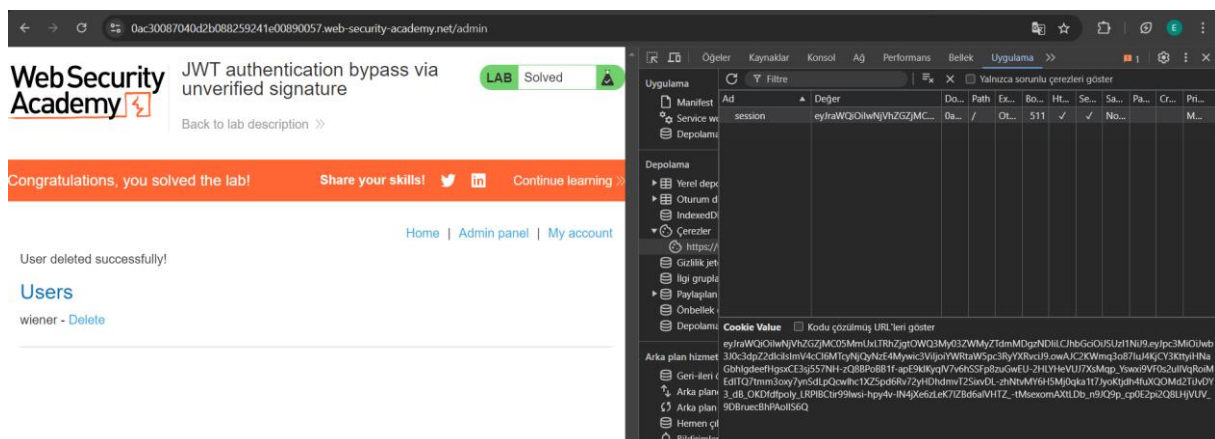 0ac30087040d2b088259241e00890057.web-security-academy.net/admin
WebSecurity
Academy
JWT authentication bypass via
unverified signature
Back to lab description
LAB Solved
Congratulations, you solved the lab!
Share your skills!
Continue learning
Home | Admin panel | My account
User deleted successfully!
Users
wiener - Delete
Öğeler Kaynaklar Konsol Ağ Performans Bellek Uygulama
1
Uygulama
Manifest
Service wo
Depolama
Depolama
Yerel depo
Oturum d
IndexedD
Çerezler
https://
Gizlilik jet
İlgi grupla
Paylaşılan
Önbellek
Depolama
Arka plan hizmet
Geri-ileri
Arka plan
Arka plan
Hemen çı
Filtre
Yalnızca sorunlu çerezleri göster
Ad Değer Do... Path Ex... Bo... Ht... Se... Sa... Pa... Cr... Pri...
session 0a... / Ot... 511 ✓ ✓ No... M...
Cookie Value Kodu çözülmüş URL'leri göster